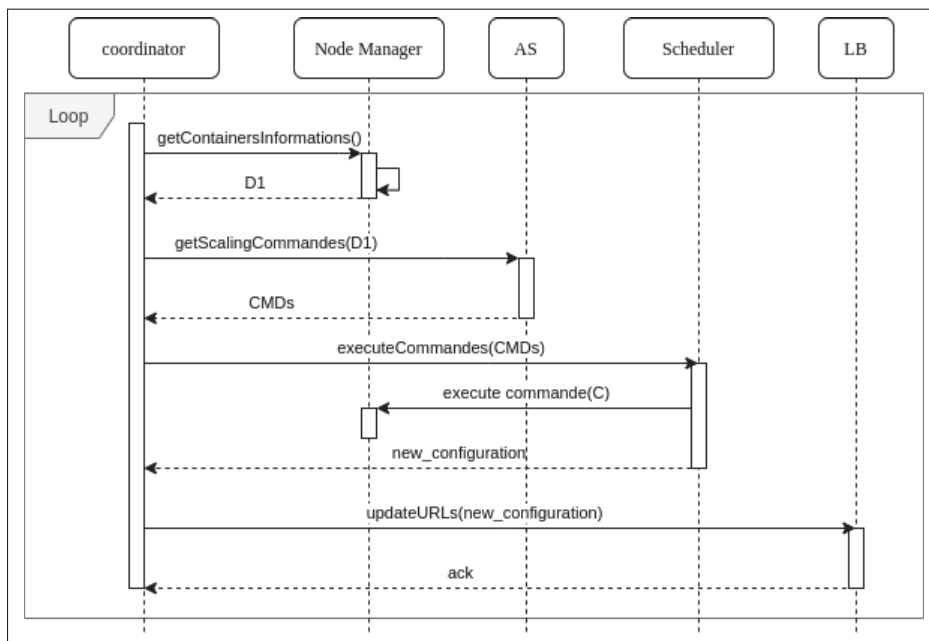 coordinator
Node Manager
AS
Scheduler
LB
Loop
getContainersInformations()
D1
getScalingCommandes(D1)
CMDs
executeCommandes(CMDs)
execute commande(C)
new_configuration
updateURLs(new_configuration)
ack